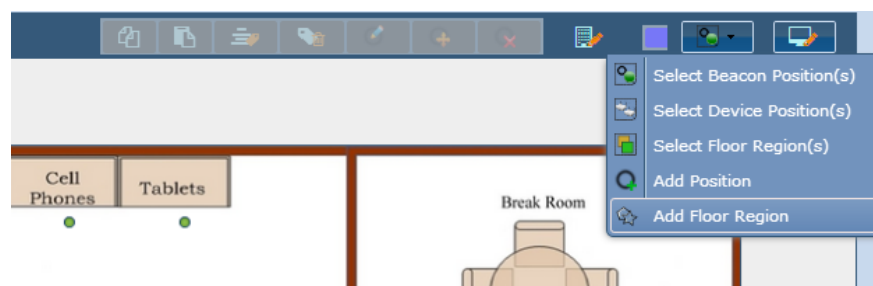 Select Beacon Position(s)
Select Device Position(s)
Select Floor Region(s)
Add Position
Add Floor Region
Cell
Phones
Tablets
Break Room